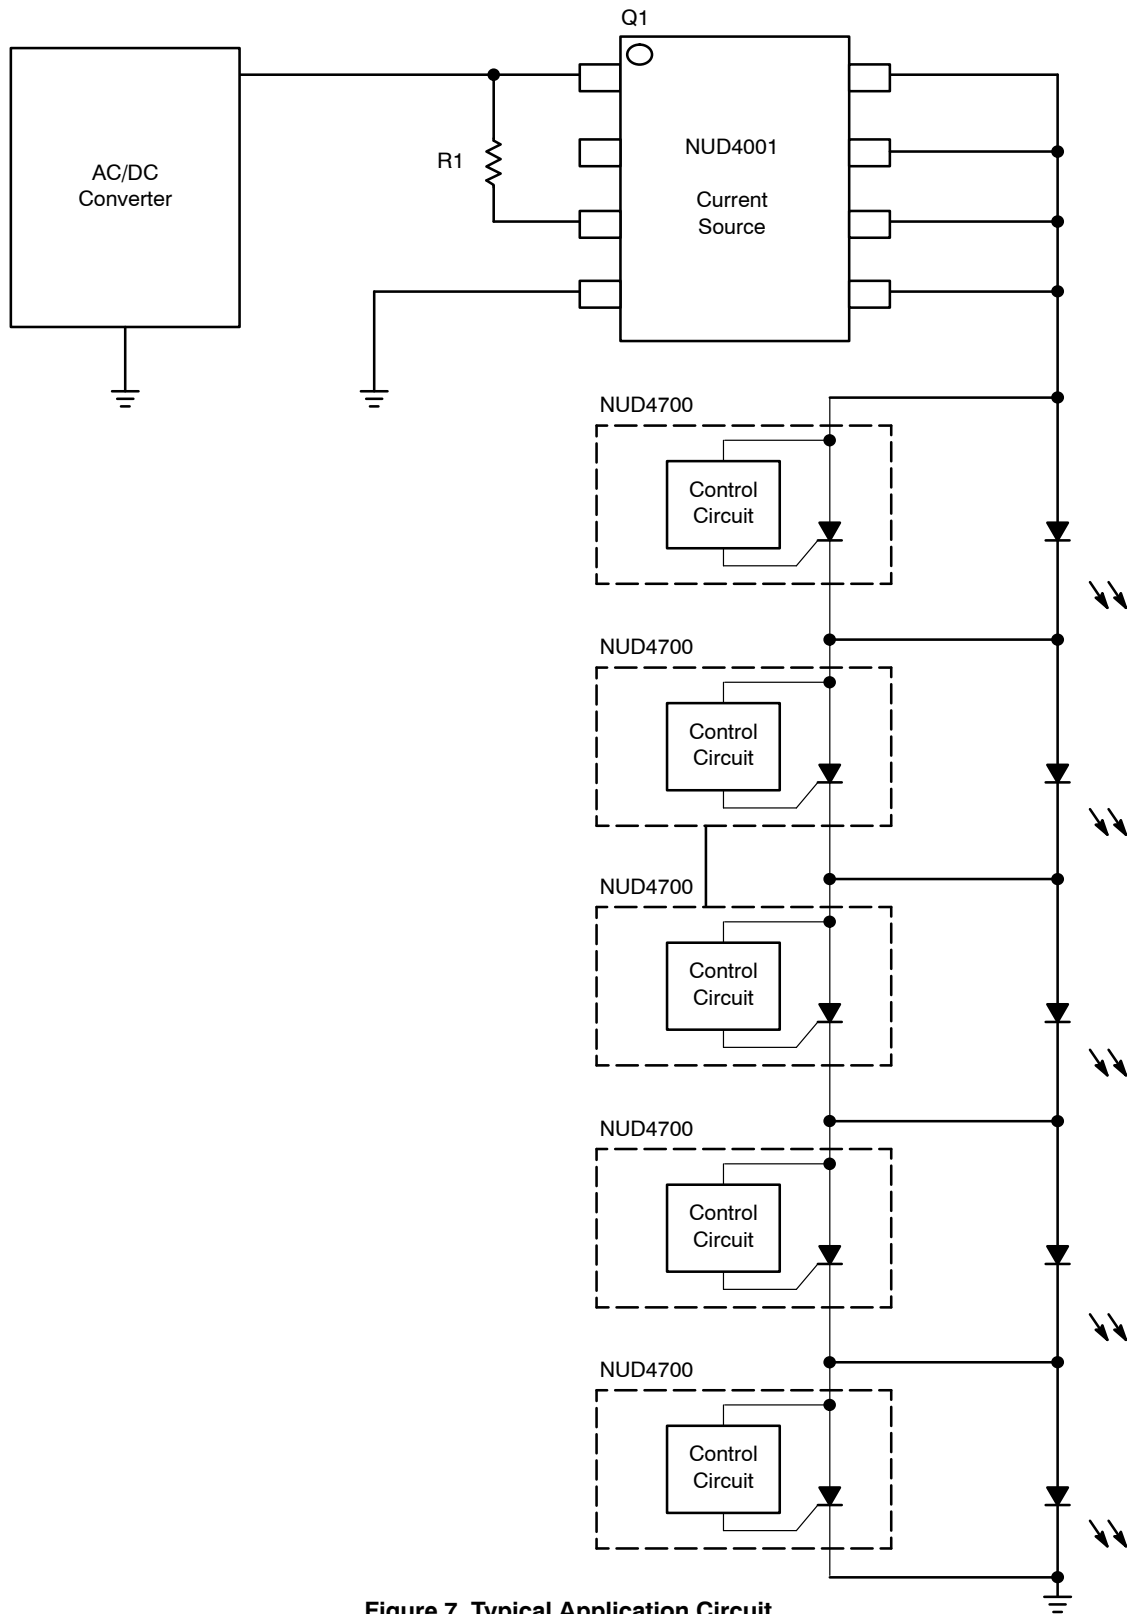 Q1
AC/DC
Converter
R1
NUD4001
Current
Source
NUD4700
Control
Circuit
NUD4700
Control
Circuit
NUD4700
Control
Circuit
NUD4700
Control
Circuit
NUD4700
Control
Circuit
Figure 7. Typical Application Circuit